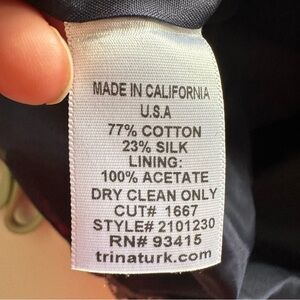 MADE IN CALIFORNIA
U.S.A
77% COTTON
23% SILK
LINING:
100% ACETATE
DRY CLEAN ONLY
CUT# 1667
STYLE# 2101230
RN# 93415
trinaturk.com